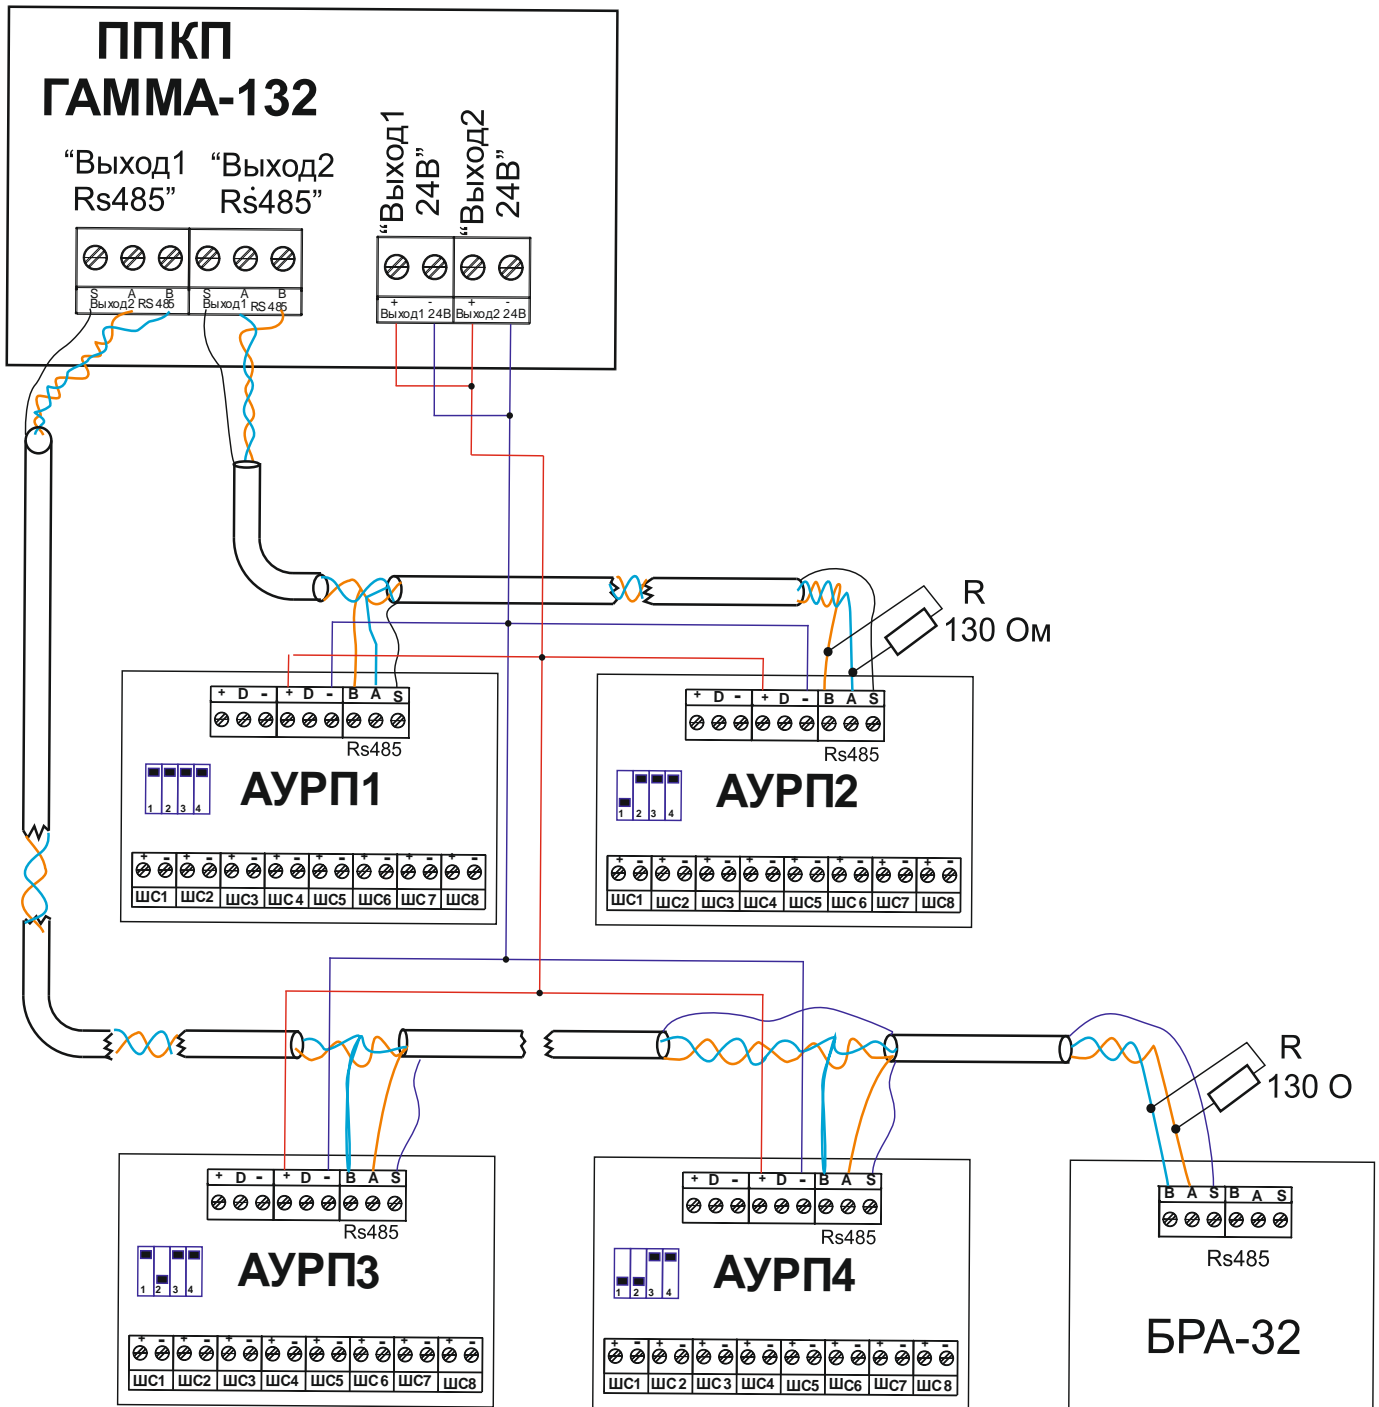 ППКП
ГАММА-132
“Выход1 “Выход2
Rs485” Rs485”
“Выход1
24В”
“Выход2
24В”
S A B S A B
Выход2 RS 485 Выход1 RS 485
+ - + -
Выход1 24В Выход2 24В
R
130 Ом
+ D - + D - B A S
Rs485
АУРП1
1 2 3 4
+ - + - + - + - + - + - + - + -
ШС1 ШС2 ШС3 ШС4 ШС5 ШС6 ШС7 ШС8
+ D - + D - B A S
Rs485
АУРП2
1 2 3 4
+ - + - + - + - + - + - + - + -
ШС1 ШС2 ШС3 ШС4 ШС5 ШС6 ШС7 ШС8
R
130 О
+ D - + D - B A S
Rs485
АУРП3
1 2 3 4
+ - + - + - + - + - + - + - + -
ШС1 ШС2 ШС3 ШС4 ШС5 ШС6 ШС7 ШС8
+ D - + D - B A S
Rs485
АУРП4
1 2 3 4
+ - + - + - + - + - + - + - + -
ШС1 ШС2 ШС3 ШС4 ШС5 ШС6 ШС7 ШС8
B A S B A S
Rs485
БРА-32